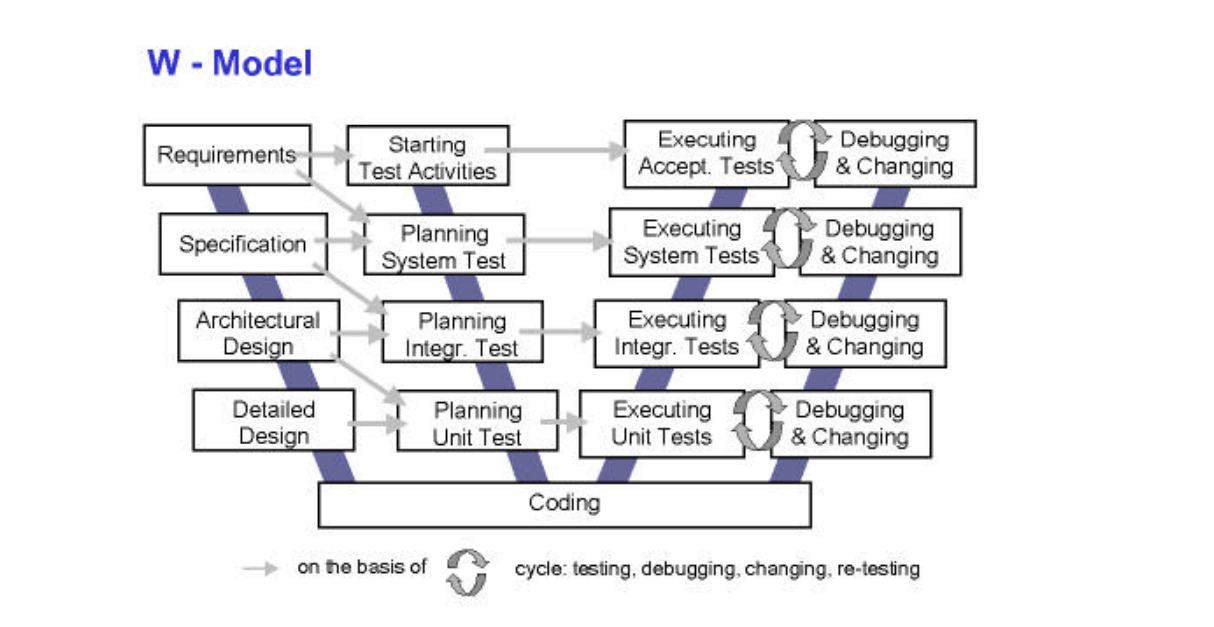 W - Model
Requirements
Starting
Test Activities
Executing
Accept. Tests
Debugging
& Changing
Specification
Planning
System Test
Executing
System Tests
Debugging
& Changing
Architectural
Design
Planning
Integr. Test
Executing
Integr. Tests
Debugging
& Changing
Detailed
Design
Planning
Unit Test
Executing
Unit Tests
Debugging
& Changing
Coding
on the basis of
cycle: testing, debugging, changing, re-testing